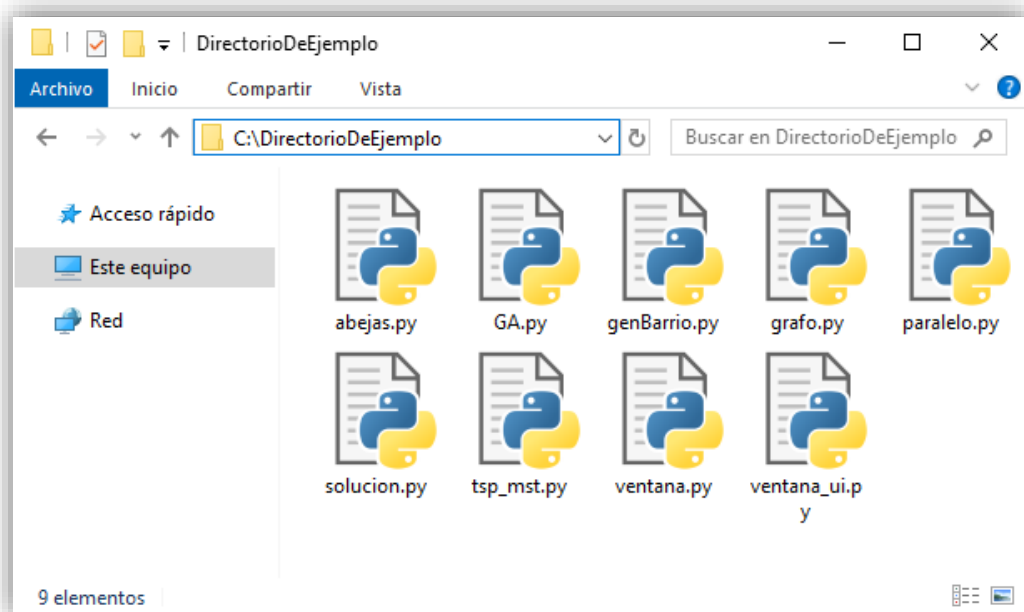 DirectorioDeEjemplo
Archivo Inicio Compartir Vista
C:\DirectorioDeEjemplo Buscar en DirectorioDeEjemplo
Acceso rápido
Este equipo
Red
abejas.py GA.py genBarrio.py grafo.py paralelo.py
solucion.py tsp_mst.py ventana.py ventana_ui.p
y
9 elementos